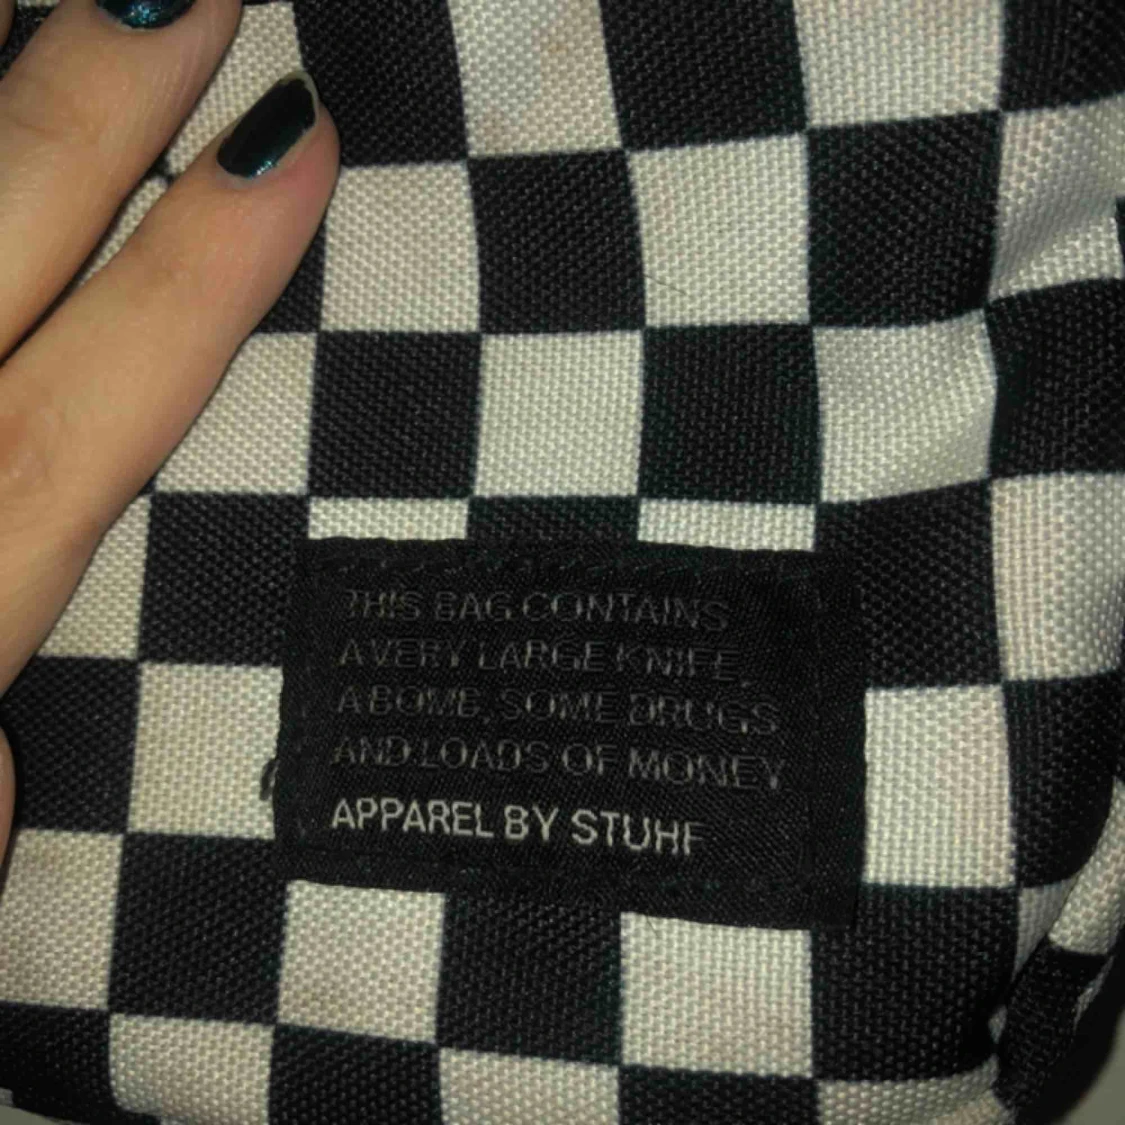 THIS BAG CONTAINS
A VERY LARGE KNIFE,
A BOMB, SOME DRUGS
AND LOADS OF MONEY
APPAREL BY STUHF